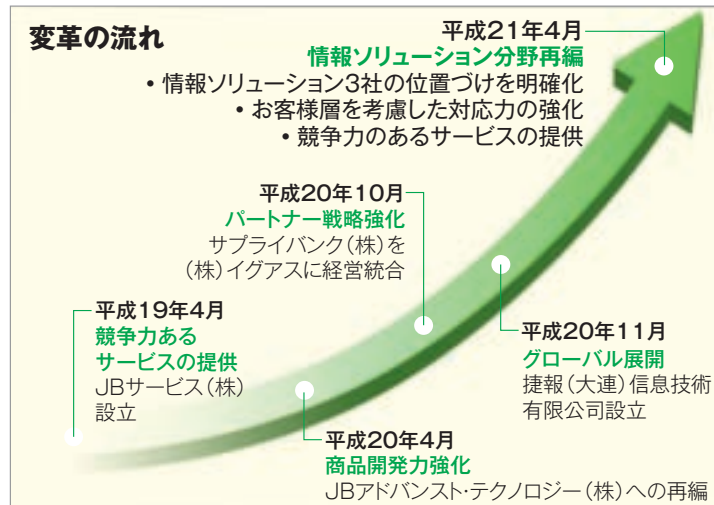 変革の流れ
平成21年4月
情報ソリューション分野再編
• 情報ソリューション3社の位置づけを明確化
• お客様層を考慮した対応力の強化
• 競争力のあるサービスの提供
平成20年10月
パートナー戦略強化
サプライバンク(株)を
(株)イグアスに経営統合
平成19年4月
競争力ある
サービスの提供
JBサービス(株)
設立
平成20年11月
グローバル展開
捷報(大連)信息技術
有限公司設立
平成20年4月
商品開発力強化
JBアドバンスト・テクノロジー(株)への再編